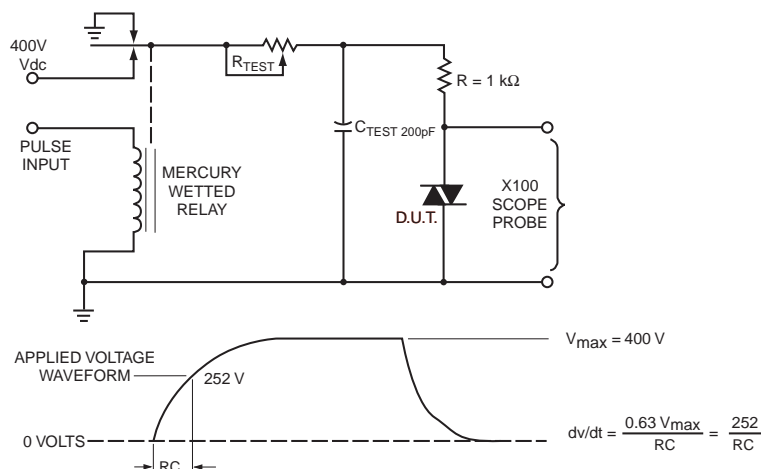 400V
Vdc
R_TEST
R = 1 kΩ
PULSE
INPUT
MERCURY
WETTED
RELAY
C_TEST 200pF
D.U.T.
X100
SCOPE
PROBE
APPLIED VOLTAGE
WAVEFORM
252 V
V_max = 400 V
0 VOLTS
RC
dv/dt = 0.63 V_max / RC = 252 / RC